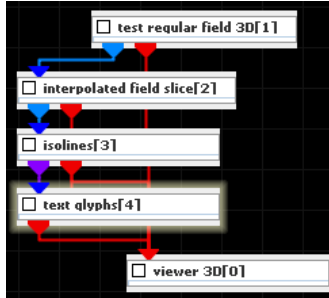 test regular field 3D[1]
interpolated field slice[2]
isolines[3]
text glyphs[4]
viewer 3D[0]